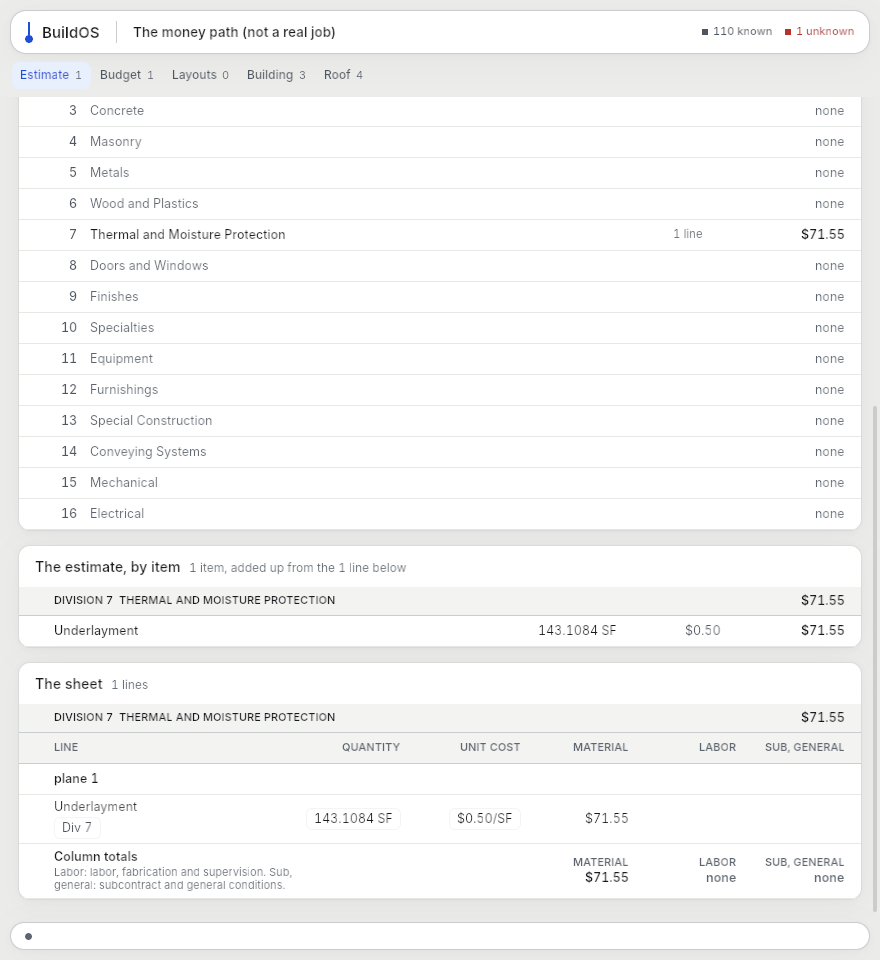 BuildOS The money path (not a real job) 110 known 1 unknown
Estimate 1 Budget 1 Layouts 0 Building 3 Roof 4
3 Concrete none
4 Masonry none
5 Metals none
6 Wood and Plastics none
7 Thermal and Moisture Protection 1 line $71.55
8 Doors and Windows none
9 Finishes none
10 Specialties none
11 Equipment none
12 Furnishings none
13 Special Construction none
14 Conveying Systems none
15 Mechanical none
16 Electrical none
The estimate, by item 1 item, added up from the 1 line below
DIVISION 7 THERMAL AND MOISTURE PROTECTION $71.55
Underlayment 143.1084 SF $0.50 $71.55
The sheet 1 lines
DIVISION 7 THERMAL AND MOISTURE PROTECTION $71.55
LINE QUANTITY UNIT COST MATERIAL LABOR SUB, GENERAL
plane 1
Underlayment 143.1084 SF $0.50/SF $71.55
Div 7
Column totals MATERIAL LABOR SUB, GENERAL
Labor: labor, fabrication and supervision. Sub, $71.55 none none
general: subcontract and general conditions.